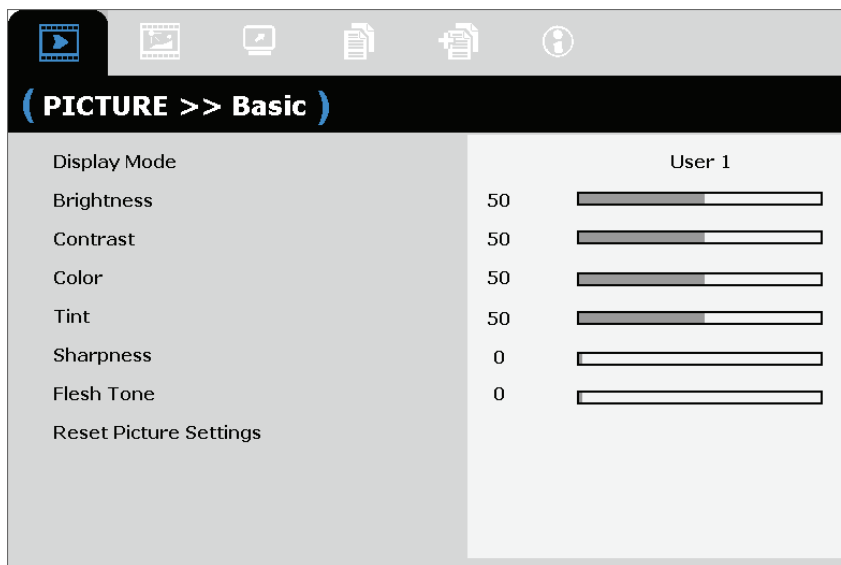 ( PICTURE >> Basic )
Display Mode User 1
Brightness 50
Contrast 50
Color 50
Tint 50
Sharpness 0
Flesh Tone 0
Reset Picture Settings